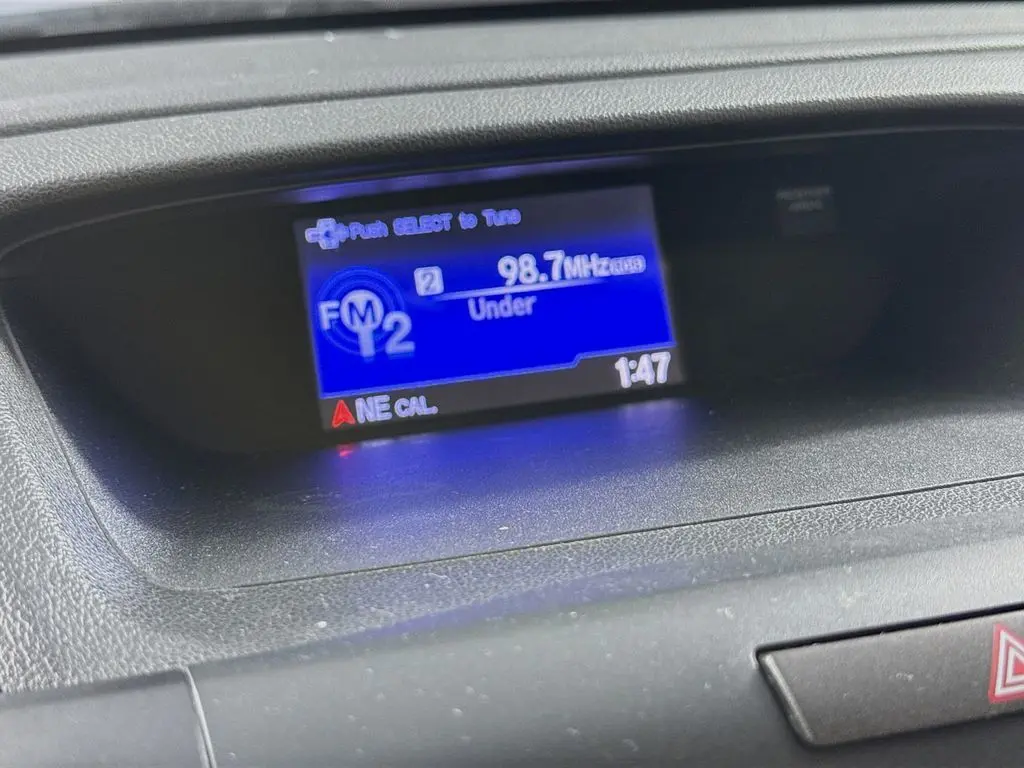 Push SELECT to Tune
2 98.7MHz
FM2
Under
1:47
NE CAL.